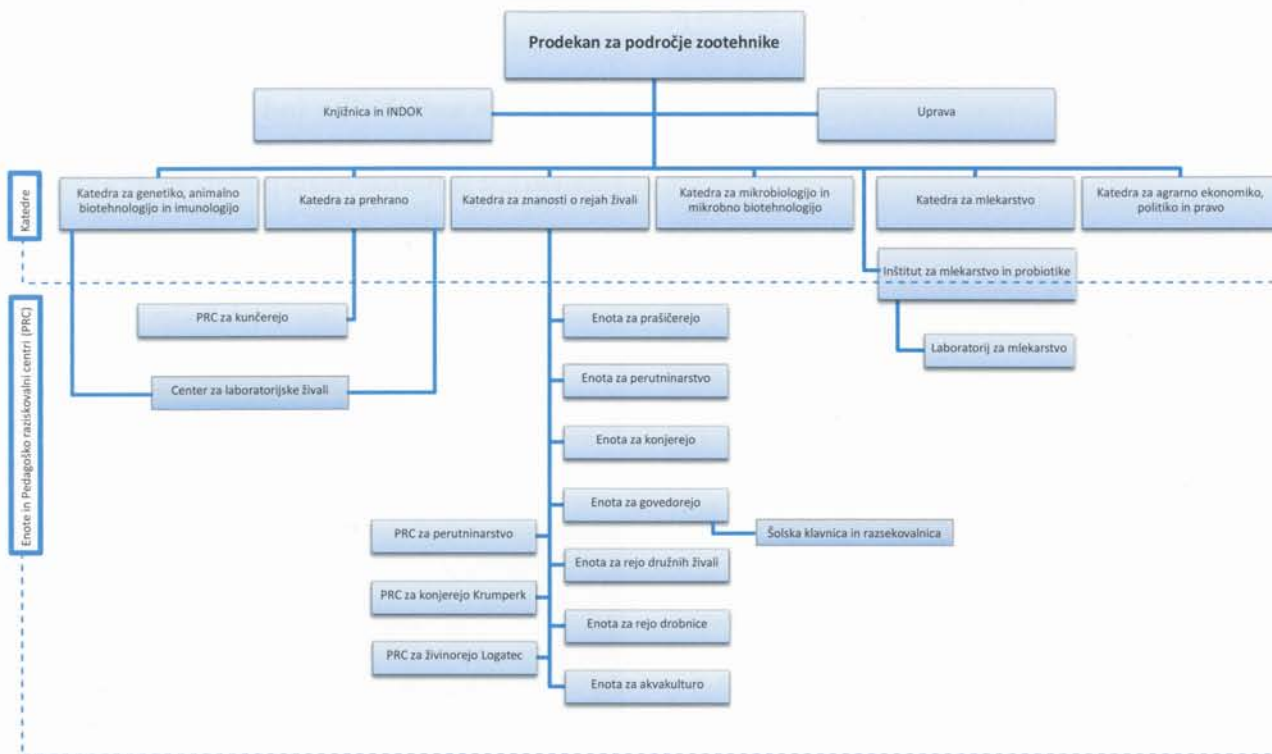 Prodekan za področje zootehnike
Knjižnica in INDOK
Uprava
Katedre
Katedra za genetiko, animalno
biotehnologijo in imunologijo
Katedra za prehrano
Katedra za znanosti o rejah živali
Katedra za mikrobiologijo in
mikrobno biotehnologijo
Katedra za mlekarstvo
Katedra za agrarno ekonomiko,
politiko in pravo
Inštitut za mlekarstvo in probiotike
Enote in Pedagoško raziskovalni centri (PRC)
PRC za kunčerejo
Enota za prašičerejo
Laboratorij za mlekarstvo
Center za laboratorijske živali
Enota za perutninarstvo
Enota za konjerejo
Enota za govedorejo
PRC za perutninarstvo
Šolska klavnica in razsekovalnica
Enota za rejo družnih živali
PRC za konjerejo Krumperk
Enota za rejo drobnice
PRC za živinorejo Logatec
Enota za akvakulturo